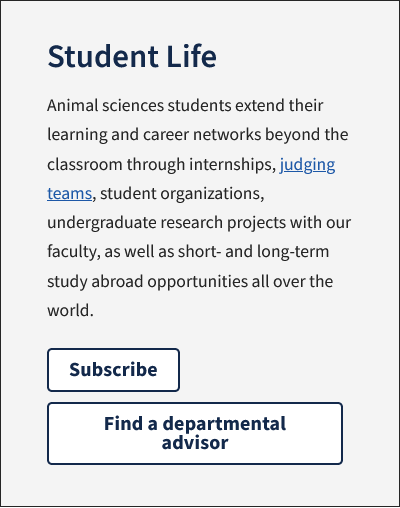 Student Life
Animal sciences students extend their
learning and career networks beyond the
classroom through internships, judging
teams, student organizations,
undergraduate research projects with our
faculty, as well as short- and long-term
study abroad opportunities all over the
world.
Subscribe
Find a departmental
advisor